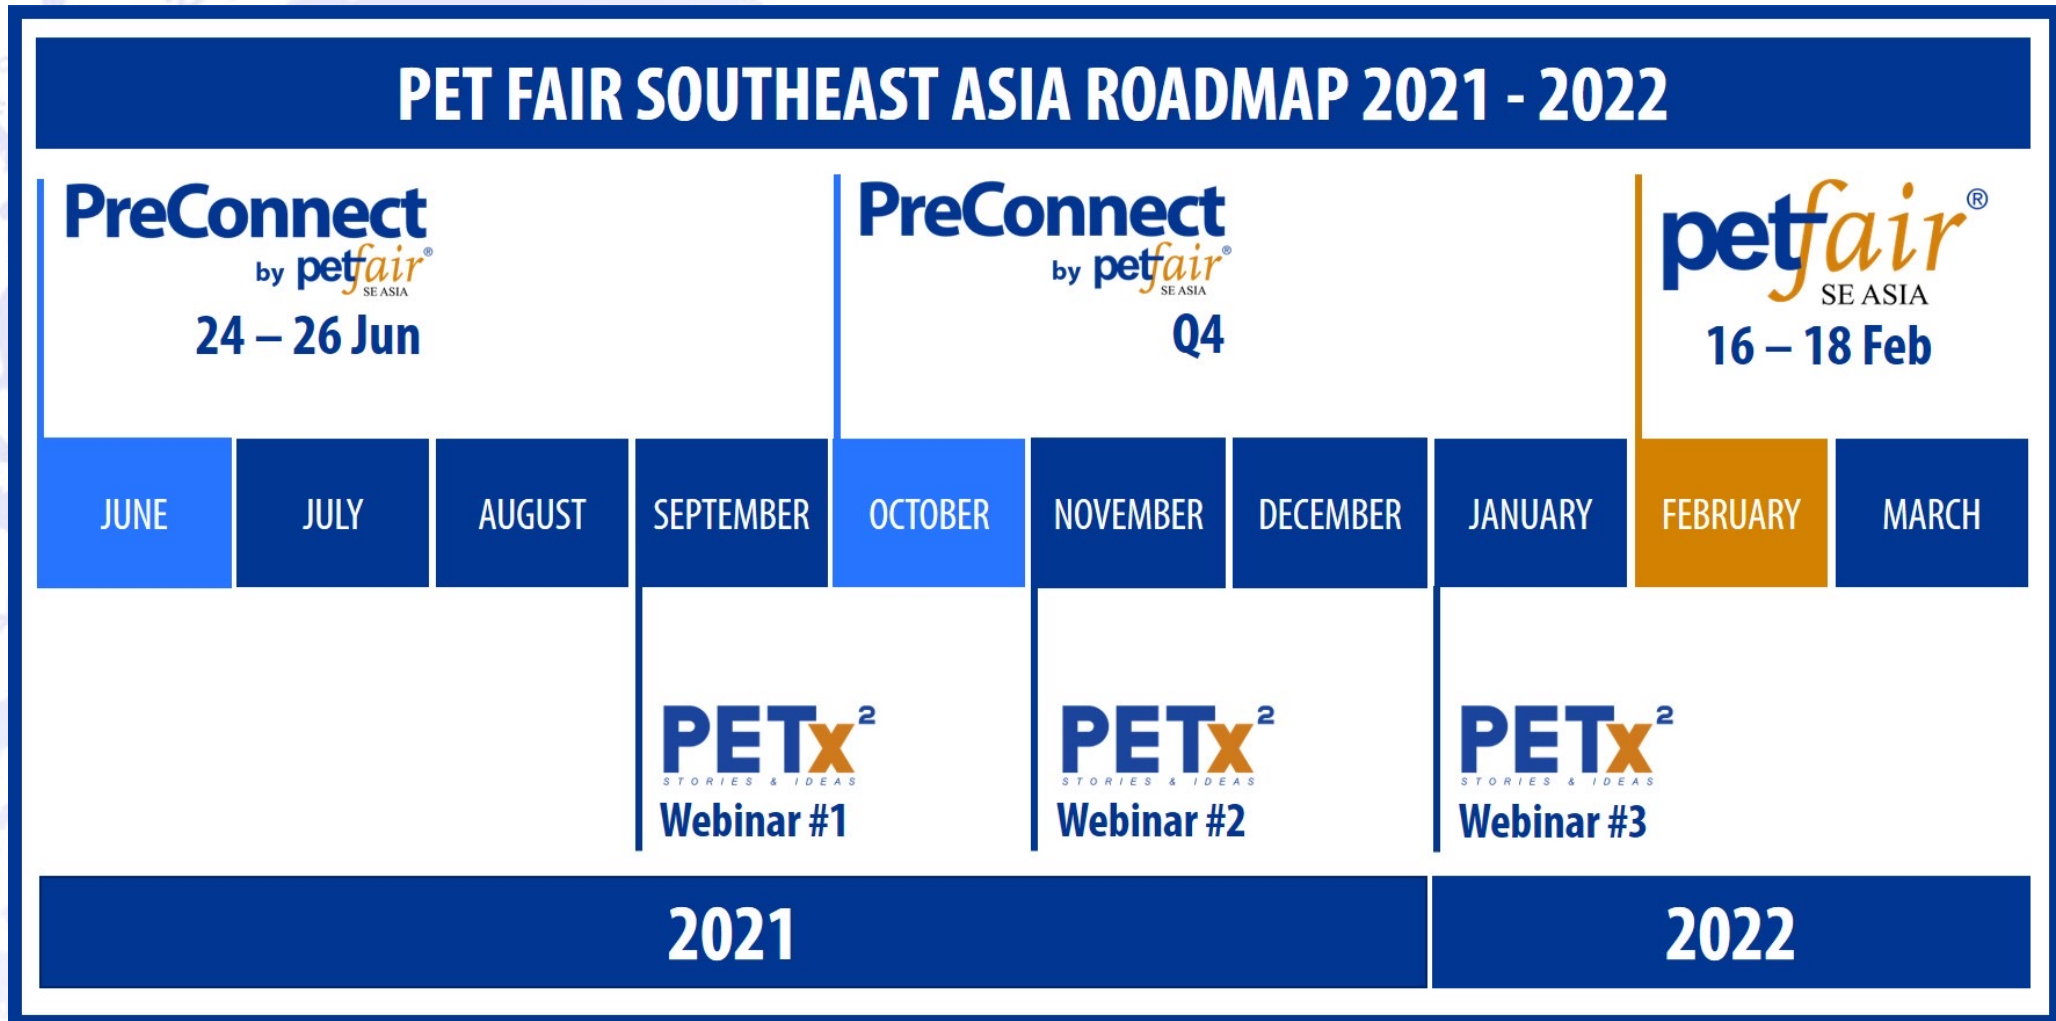 PET FAIR SOUTHEAST ASIA ROADMAP 2021 - 2022
PreConnect
by petfair®
SE ASIA
24 – 26 Jun
PreConnect
by petfair®
SE ASIA
Q4
petfair®
SE ASIA
16 – 18 Feb
JUNE
JULY
AUGUST
SEPTEMBER
OCTOBER
NOVEMBER
DECEMBER
JANUARY
FEBRUARY
MARCH
PETx²
STORIES & IDEAS
Webinar #1
PETx²
STORIES & IDEAS
Webinar #2
PETx²
STORIES & IDEAS
Webinar #3
2021
2022